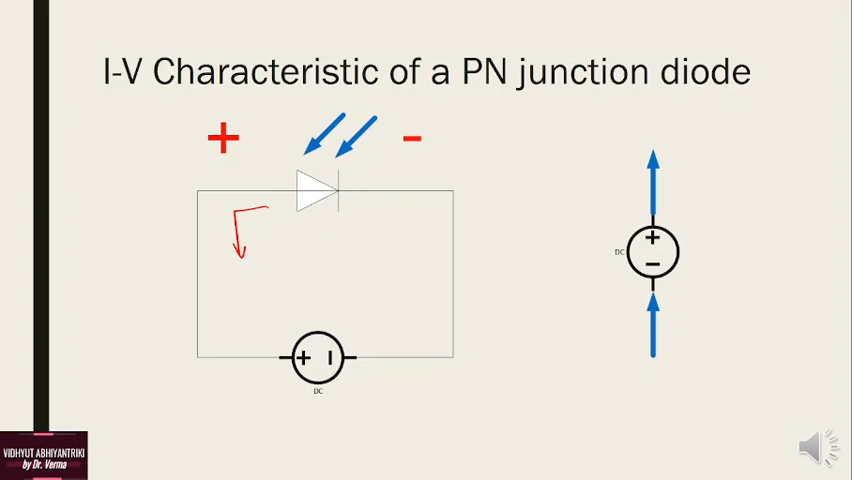 I-V Characteristic of a PN junction diode
+ -
+
DC
−
+ I
DC
VIDHYUT ABHIYANTRIKI
by Dr. Verma